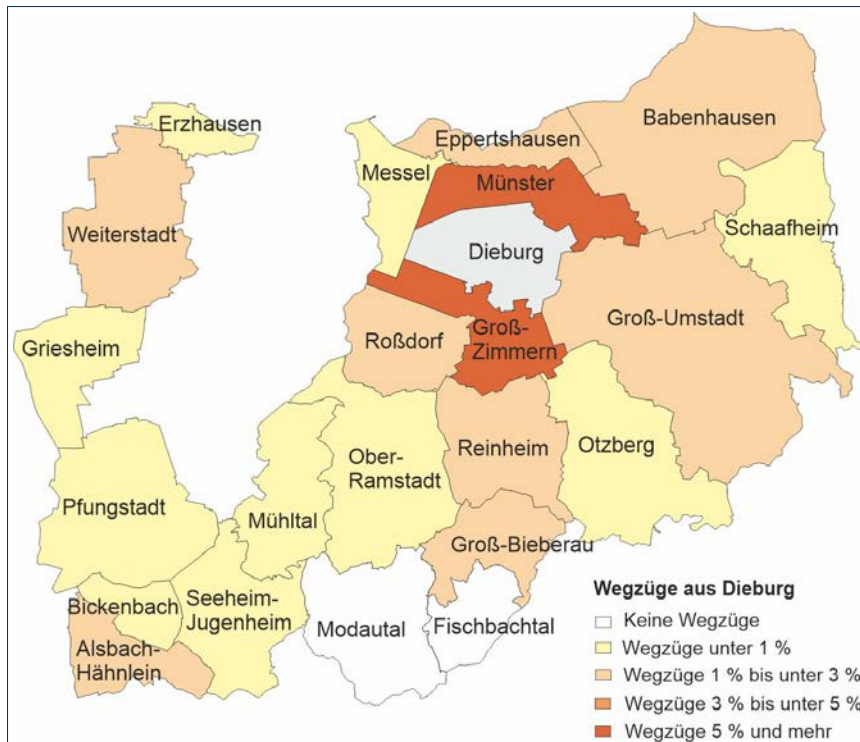 Erzhausen
Babenhausen
Eppertshausen
Messel
Münster
Schaafheim
Weiterstadt
Dieburg
Groß-Umstadt
Griesheim
Roßdorf
Groß-
Zimmern
Reinheim
Otzberg
Ober-
Ramstadt
Pfungstadt
Mühltal
Groß-Bieberau
Bickenbach
Seeheim-
Jugenheim
Modautal
Fischbachtal
Alsbach-
Hähnlein
Wegzüge aus Dieburg
Keine Wegzüge
Wegzüge unter 1 %
Wegzüge 1 % bis unter 3 %
Wegzüge 3 % bis unter 5 %
Wegzüge 5 % und mehr